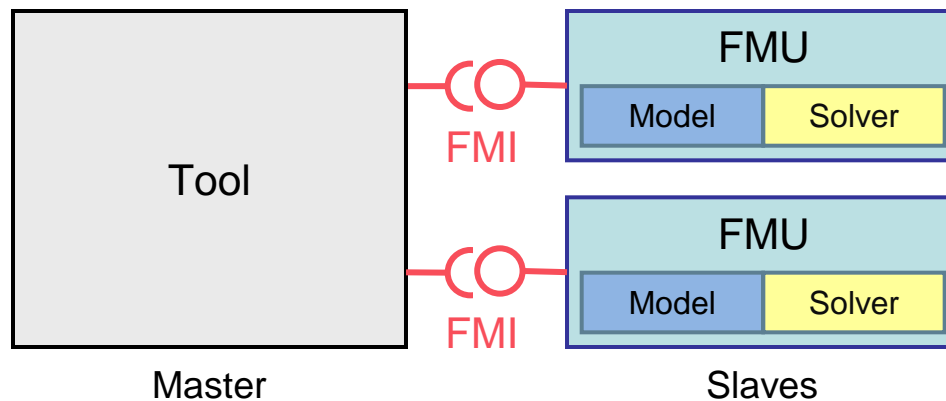 Tool
FMI
FMU
Model Solver
FMI
FMU
Model Solver
Master
Slaves